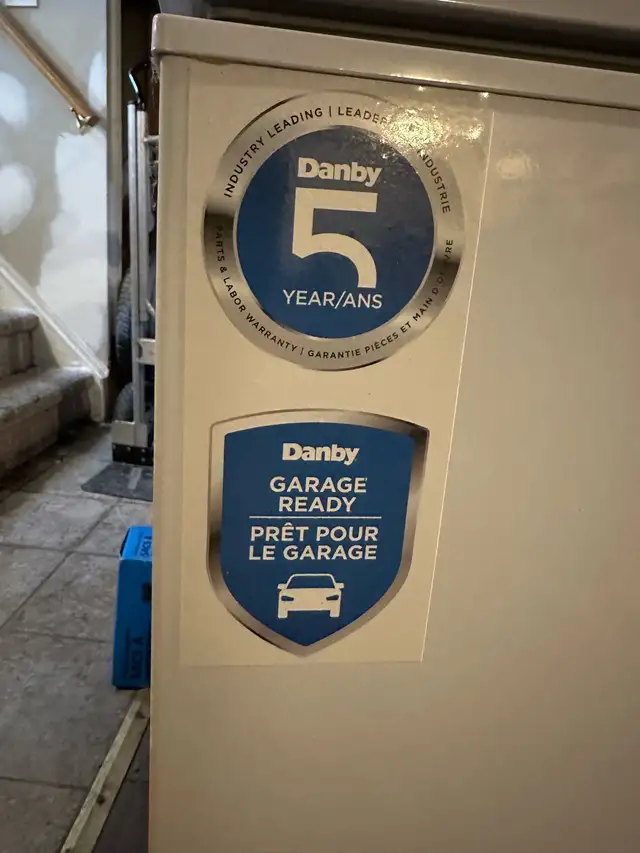 INDUSTRY LEADING | LEADER INDUSTRIE
Danby
5
YEAR/ANS
PARTS & LABOR WARRANTY | GARANTIE PIÈCES ET MAIN
Danby
GARAGE
READY
PRÊT POUR
LE GARAGE